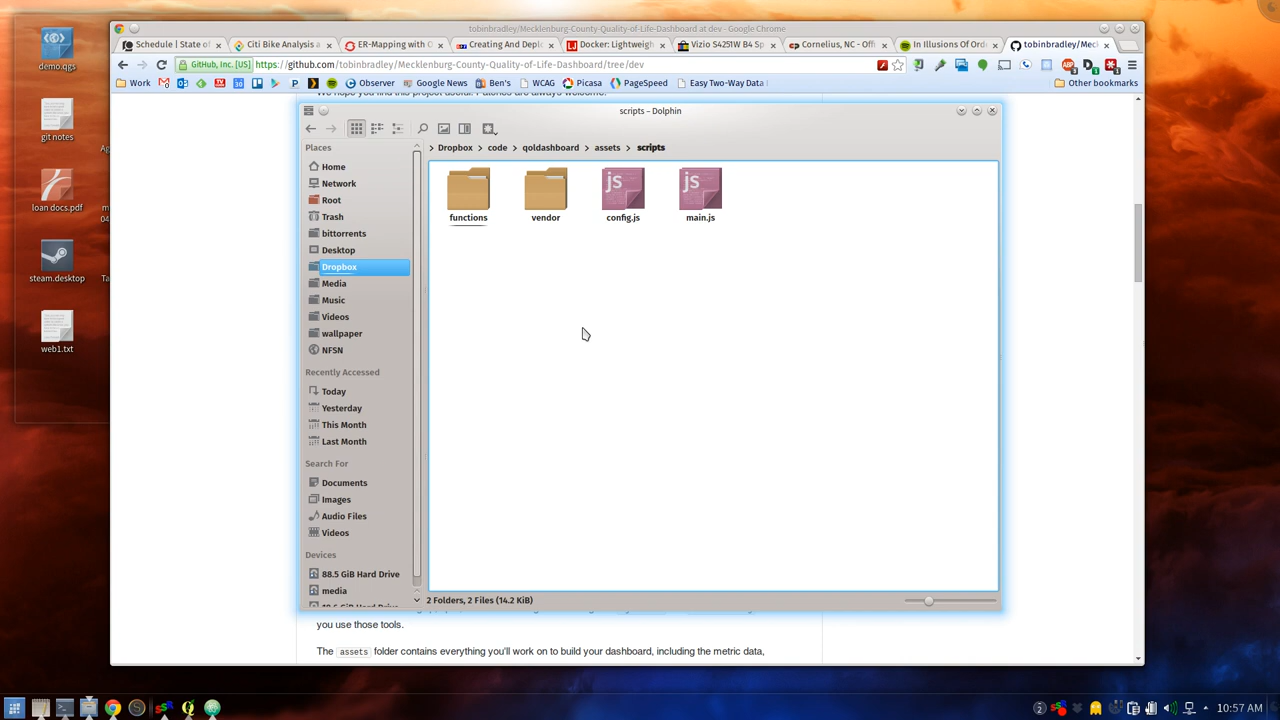 tobinbradley/Mecklenburg-County-Quality-of-Life-Dashboard at dev - Google Chrome
Schedule | State of
Citi Bike Analysis a
ER-Mapping with O
Creating And Deplo
Docker: Lightweigh
Vizio S4251W B4 Sp
Cornelius, NC - Offi
In Illusions Of Orde
tobinbradley/Meck
GitHub, Inc. [US]
https://github.com/tobinbradley/Mecklenburg-County-Quality-of-Life-Dashboard/tree/dev
Work
Observer
Google News
Ben's
WCAG
Picasa
PageSpeed
Easy Two-Way Data
Other bookmarks
scripts – Dolphin
Dropbox > code > qoldashboard > assets > scripts
Places
Home
Network
Root
Trash
bittorrents
Desktop
Dropbox
Media
Music
Videos
wallpaper
NFSN
Recently Accessed
Today
Yesterday
This Month
Last Month
Search For
Documents
Images
Audio Files
Videos
Devices
88.5 GiB Hard Drive
media
functions
vendor
js
config.js
js
main.js
2 Folders, 2 Files (14.2 KiB)
you use those tools.
The assets folder contains everything you'll work on to build your dashboard, including the metric data,
demo.qgs
git notes
loan docs.pdf
steam.desktop
web1.txt
10:57 AM